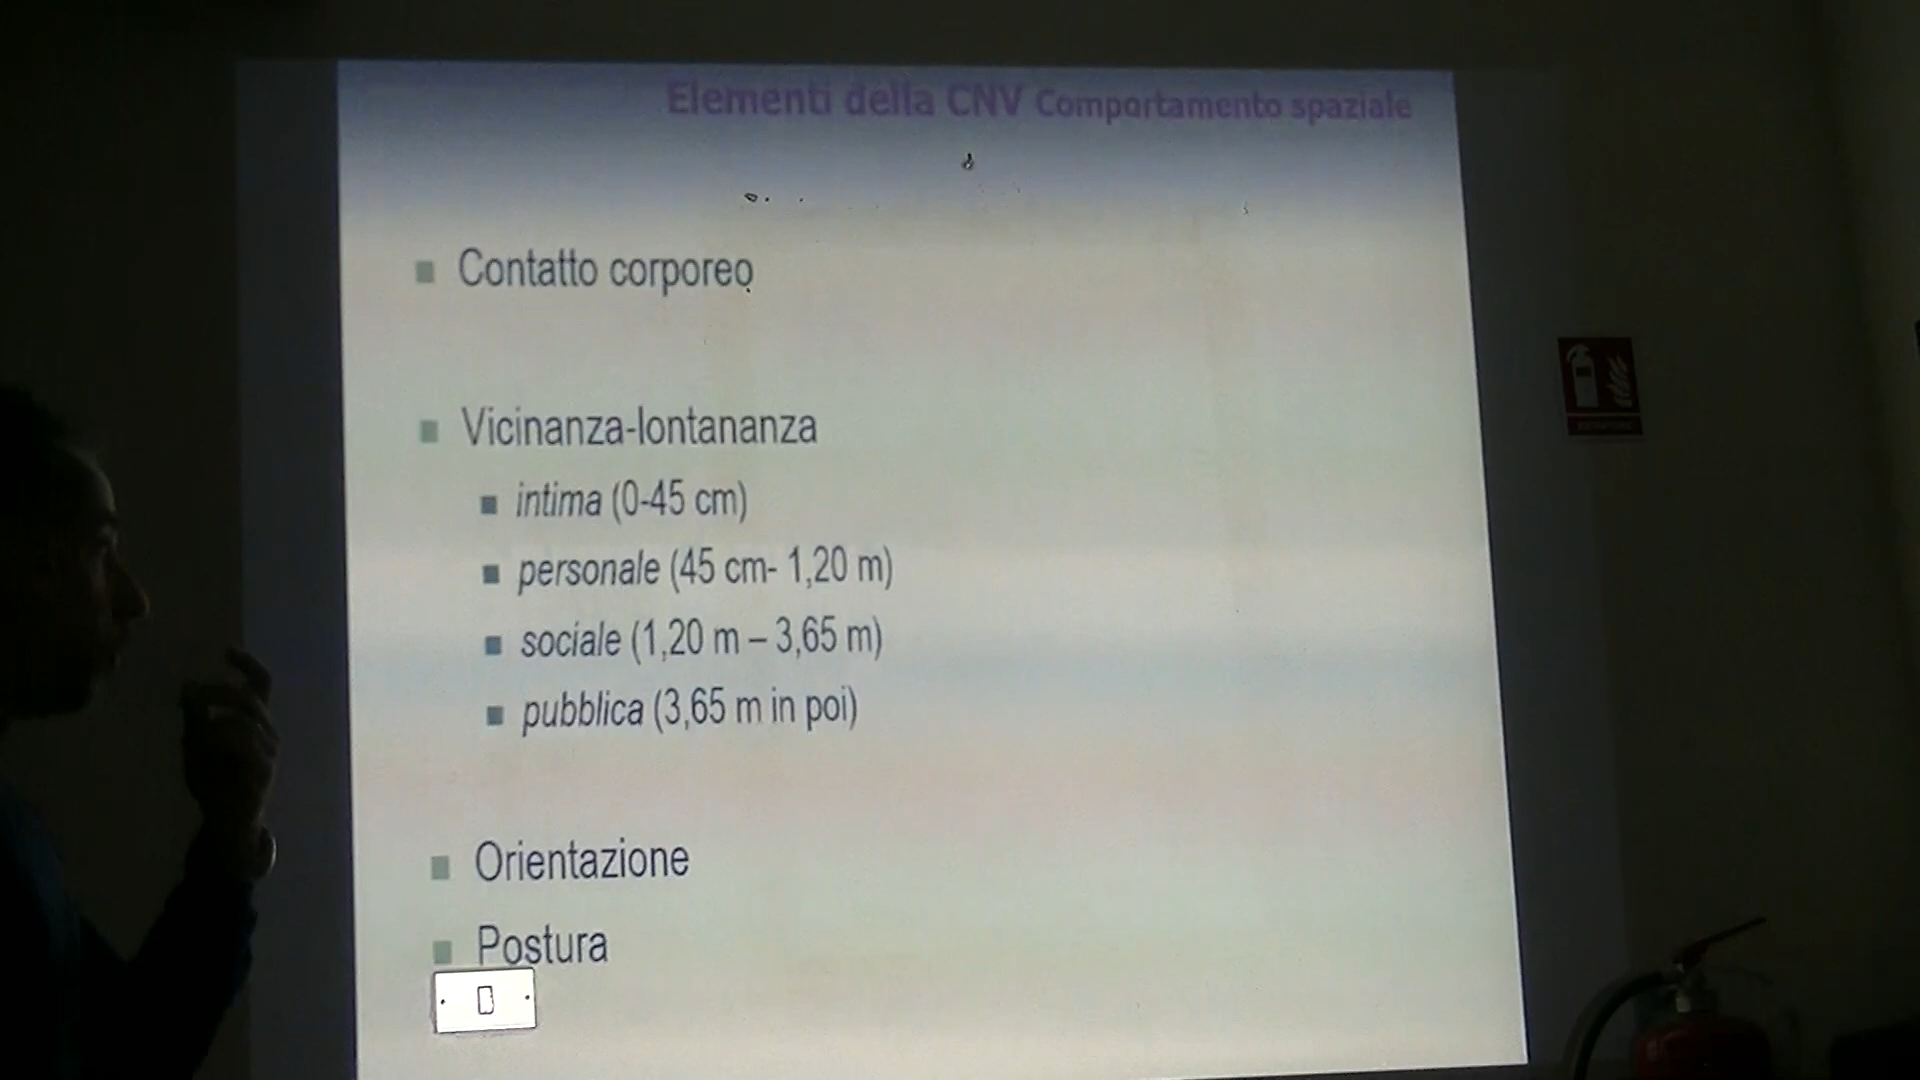 Elementi della CNV Comportamento spaziale
Contatto corporeo
Vicinanza-lontananza
intima (0-45 cm)
personale (45 cm- 1,20 m)
sociale (1,20 m – 3,65 m)
pubblica (3,65 m in poi)
Orientazione
Postura